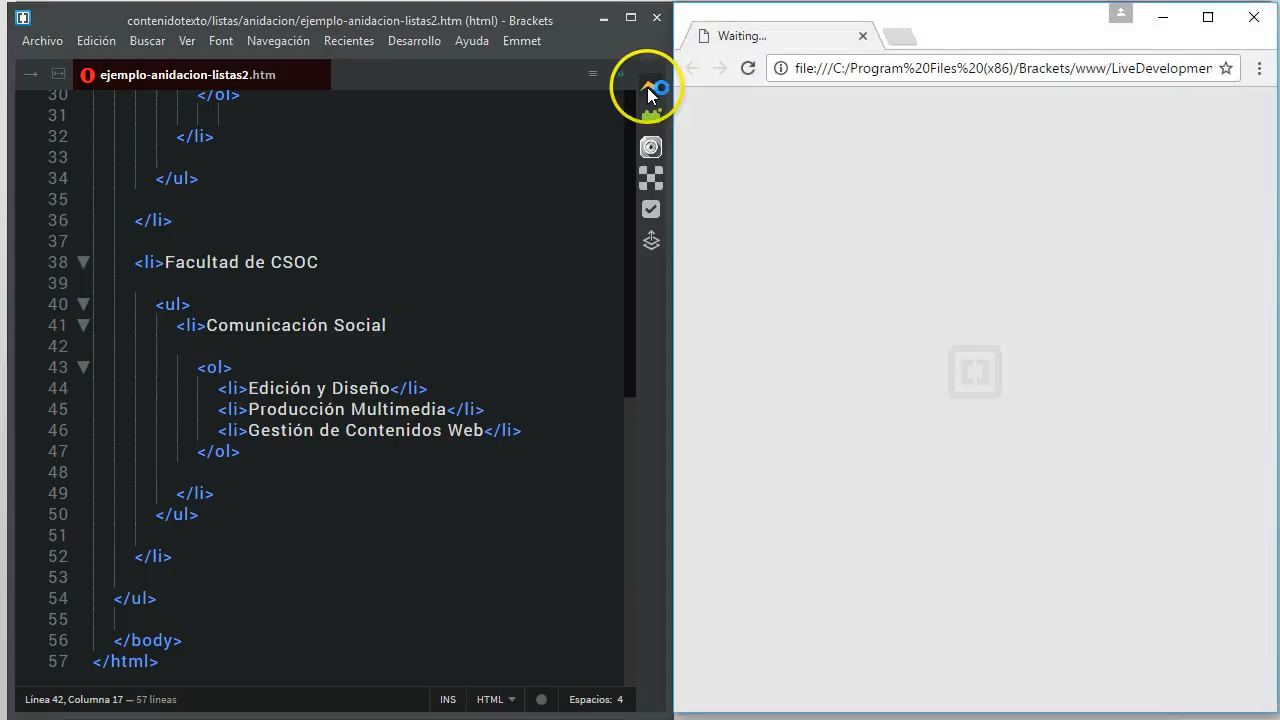 contenidotexto/listas/anidacion/ejemplo-anidacion-listas2.htm (html) - Brackets
Archivo Edición Buscar Ver Font Navegación Recientes Desarrollo Ayuda Emmet
ejemplo-anidacion-listas2.htm
30 </ol>
31
32 </li>
33
34 </ul>
35
36 </li>
37
38 <li>Facultad de CSOC
39
40 <ul>
41 <li>Comunicación Social
42
43 <ol>
44 <li>Edición y Diseño</li>
45 <li>Producción Multimedia</li>
46 <li>Gestión de Contenidos Web</li>
47 </ol>
48
49 </li>
50 </ul>
51
52 </li>
53
54 </ul>
55
56 </body>
57 </html>
Línea 42, Columna 17 — 57 líneas INS HTML Espacios: 4
Waiting...
file:///C:/Program%20Files%20(x86)/Brackets/www/LiveDevelopmen